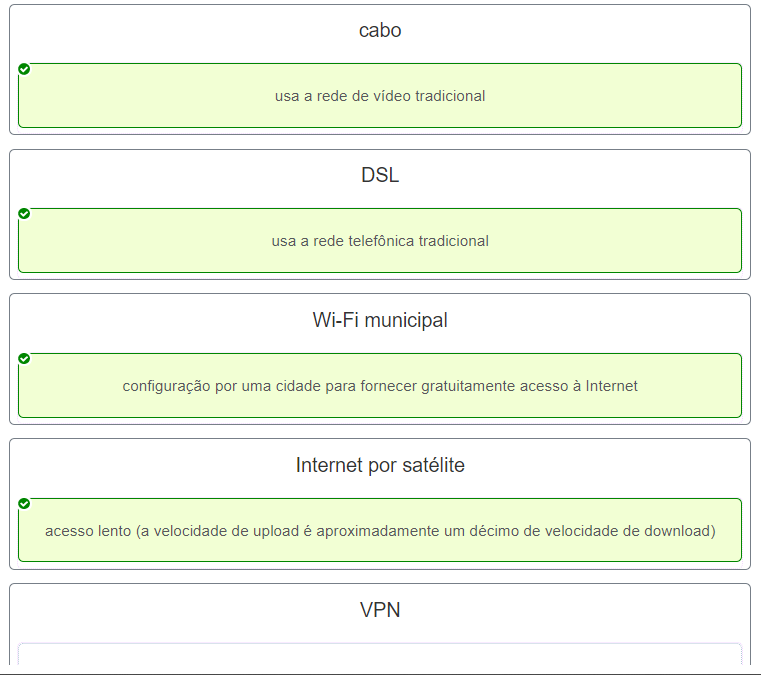 cabo
usa a rede de vídeo tradicional
DSL
usa a rede telefônica tradicional
Wi-Fi municipal
configuração por uma cidade para fornecer gratuitamente acesso à Internet
Internet por satélite
acesso lento (a velocidade de upload é aproximadamente um décimo de velocidade de download)
VPN